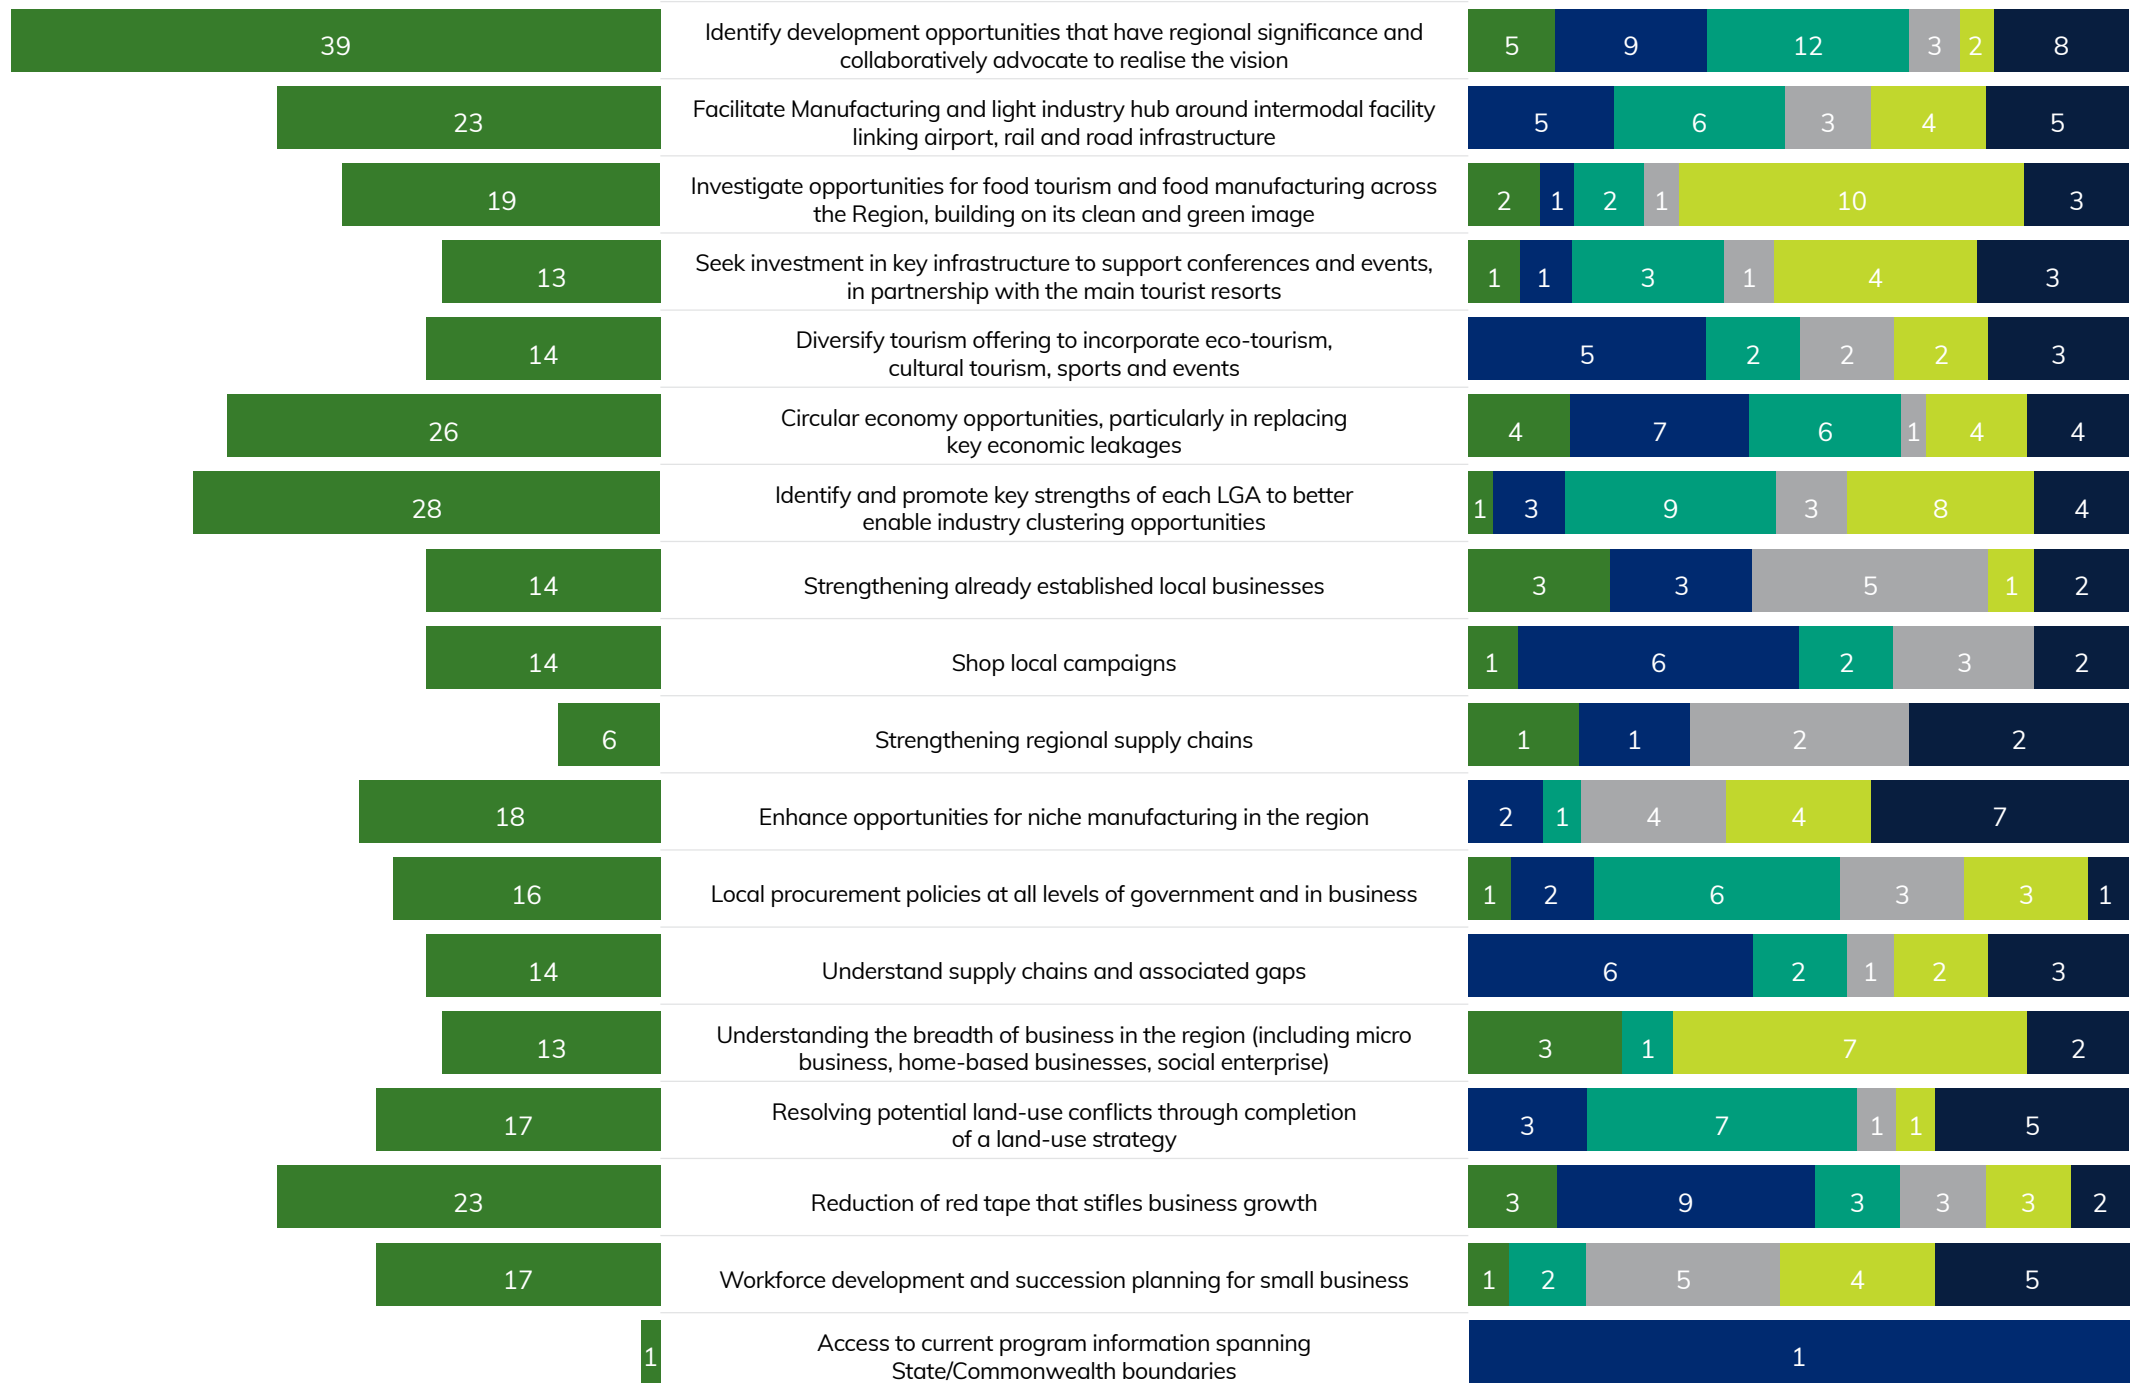 39
Identify development opportunities that have regional significance and
collaboratively advocate to realise the vision
5 9 12 3 2 8
23
Facilitate Manufacturing and light industry hub around intermodal facility
linking airport, rail and road infrastructure
5 6 3 4 5
19
Investigate opportunities for food tourism and food manufacturing across
the Region, building on its clean and green image
2 1 2 1 10 3
13
Seek investment in key infrastructure to support conferences and events,
in partnership with the main tourist resorts
1 1 3 1 4 3
14
Diversify tourism offering to incorporate eco-tourism,
cultural tourism, sports and events
5 2 2 2 3
26
Circular economy opportunities, particularly in replacing
key economic leakages
4 7 6 1 4 4
28
Identify and promote key strengths of each LGA to better
enable industry clustering opportunities
1 3 9 3 8 4
14
Strengthening already established local businesses
3 3 5 1 2
14
Shop local campaigns
1 6 2 3 2
6
Strengthening regional supply chains
1 1 2 2
18
Enhance opportunities for niche manufacturing in the region
2 1 4 4 7
16
Local procurement policies at all levels of government and in business
1 2 6 3 3 1
14
Understand supply chains and associated gaps
6 2 1 2 3
13
Understanding the breadth of business in the region (including micro
business, home-based businesses, social enterprise)
3 1 7 2
17
Resolving potential land-use conflicts through completion
of a land-use strategy
3 7 1 1 5
23
Reduction of red tape that stifles business growth
3 9 3 3 3 2
17
Workforce development and succession planning for small business
1 2 5 4 5
1
Access to current program information spanning
State/Commonwealth boundaries
1